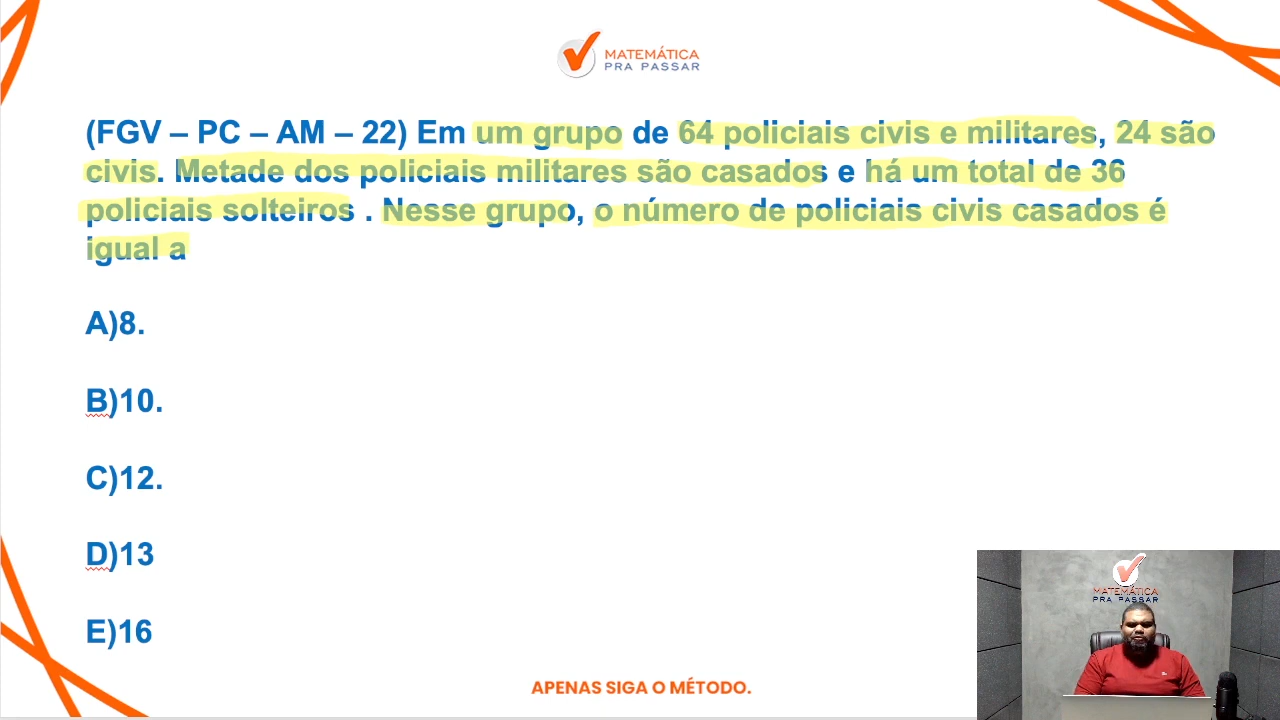 MATEMÁTICA
PRA PASSAR
(FGV – PC – AM – 22) Em um grupo de 64 policiais civis e militares, 24 são
civis. Metade dos policiais militares são casados e há um total de 36
policiais solteiros . Nesse grupo, o número de policiais civis casados é
igual a
A)8.
B)10.
C)12.
D)13
E)16
MATEMÁTICA
PRA PASSAR
APENAS SIGA O MÉTODO.